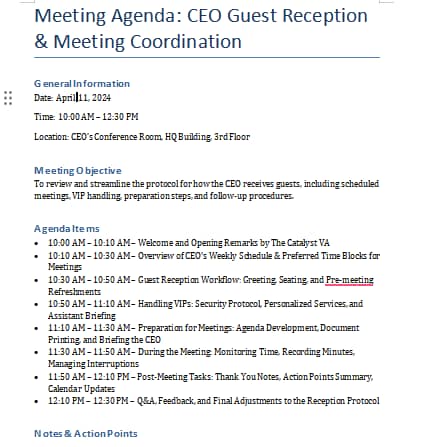 Meeting Agenda: CEO Guest Reception
& Meeting Coordination
General Information
Date: April 11, 2024
Time: 10:00 AM – 12:30 PM
Location: CEO's Conference Room, HQ Building, 3rd Floor
Meeting Objective
To review and streamline the protocol for how the CEO receives guests, including scheduled
meetings, VIP handling, preparation steps, and follow-up procedures.
Agenda Items
• 10:00 AM – 10:10 AM – Welcome and Opening Remarks by The Catalyst VA
• 10:10 AM – 10:30 AM – Overview of CEO's Weekly Schedule & Preferred Time Blocks for
Meetings
• 10:30 AM – 10:50 AM – Guest Reception Workflow: Greeting, Seating, and Pre-meeting
Refreshments
• 10:50 AM – 11:10 AM – Handling VIPs: Security Protocol, Personalized Services, and
Assistant Briefing
• 11:10 AM – 11:30 AM – Preparation for Meetings: Agenda Development, Document
Printing, and Briefing the CEO
• 11:30 AM – 11:50 AM – During the Meeting: Monitoring Time, Recording Minutes,
Managing Interruptions
• 11:50 AM – 12:10 PM – Post-Meeting Tasks: Thank You Notes, Action Points Summary,
Calendar Updates
• 12:10 PM – 12:30 PM – Q&A, Feedback, and Final Adjustments to the Reception Protocol
Notes & Action Points